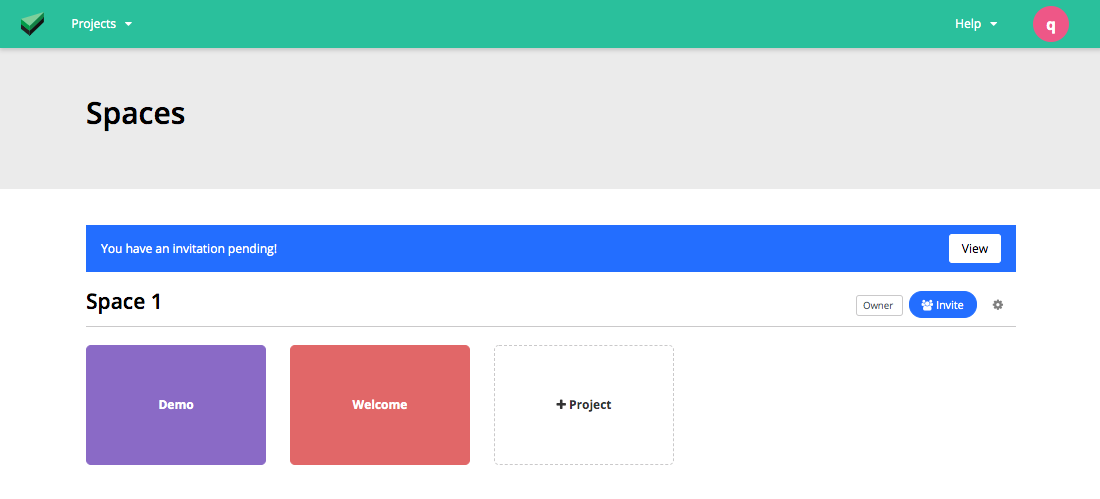 Projects Help q
Spaces
You have an invitation pending! View
Space 1 Owner Invite
Demo Welcome + Project